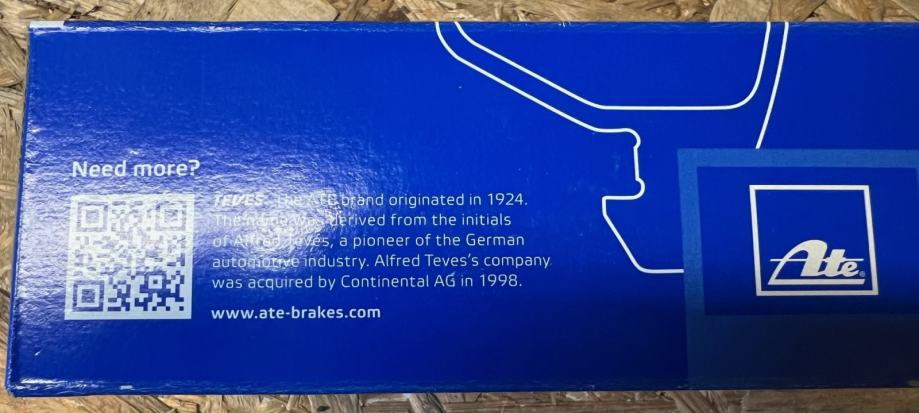 Need more?
TEVES. The ATE brand originated in 1924.
The name was derived from the initials
of Alfred Teves, a pioneer of the German
automotive industry. Alfred Teves's company
was acquired by Continental AG in 1998.
www.ate-brakes.com
Ate®